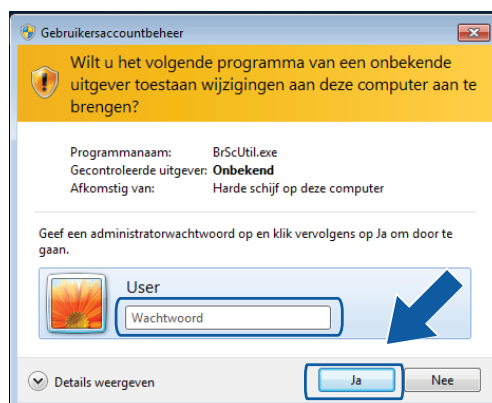 Gebruikersaccountbeheer
Wilt u het volgende programma van een onbekende
uitgever toestaan wijzigingen aan deze computer aan te
brengen?
Programmanaam: BrScUtil.exe
Gecontroleerde uitgever: Onbekend
Afkomstig van: Harde schijf op deze computer
Geef een administratorwachtwoord op en klik vervolgens op Ja om door te
gaan.
User
Wachtwoord
Details weergeven Ja Nee